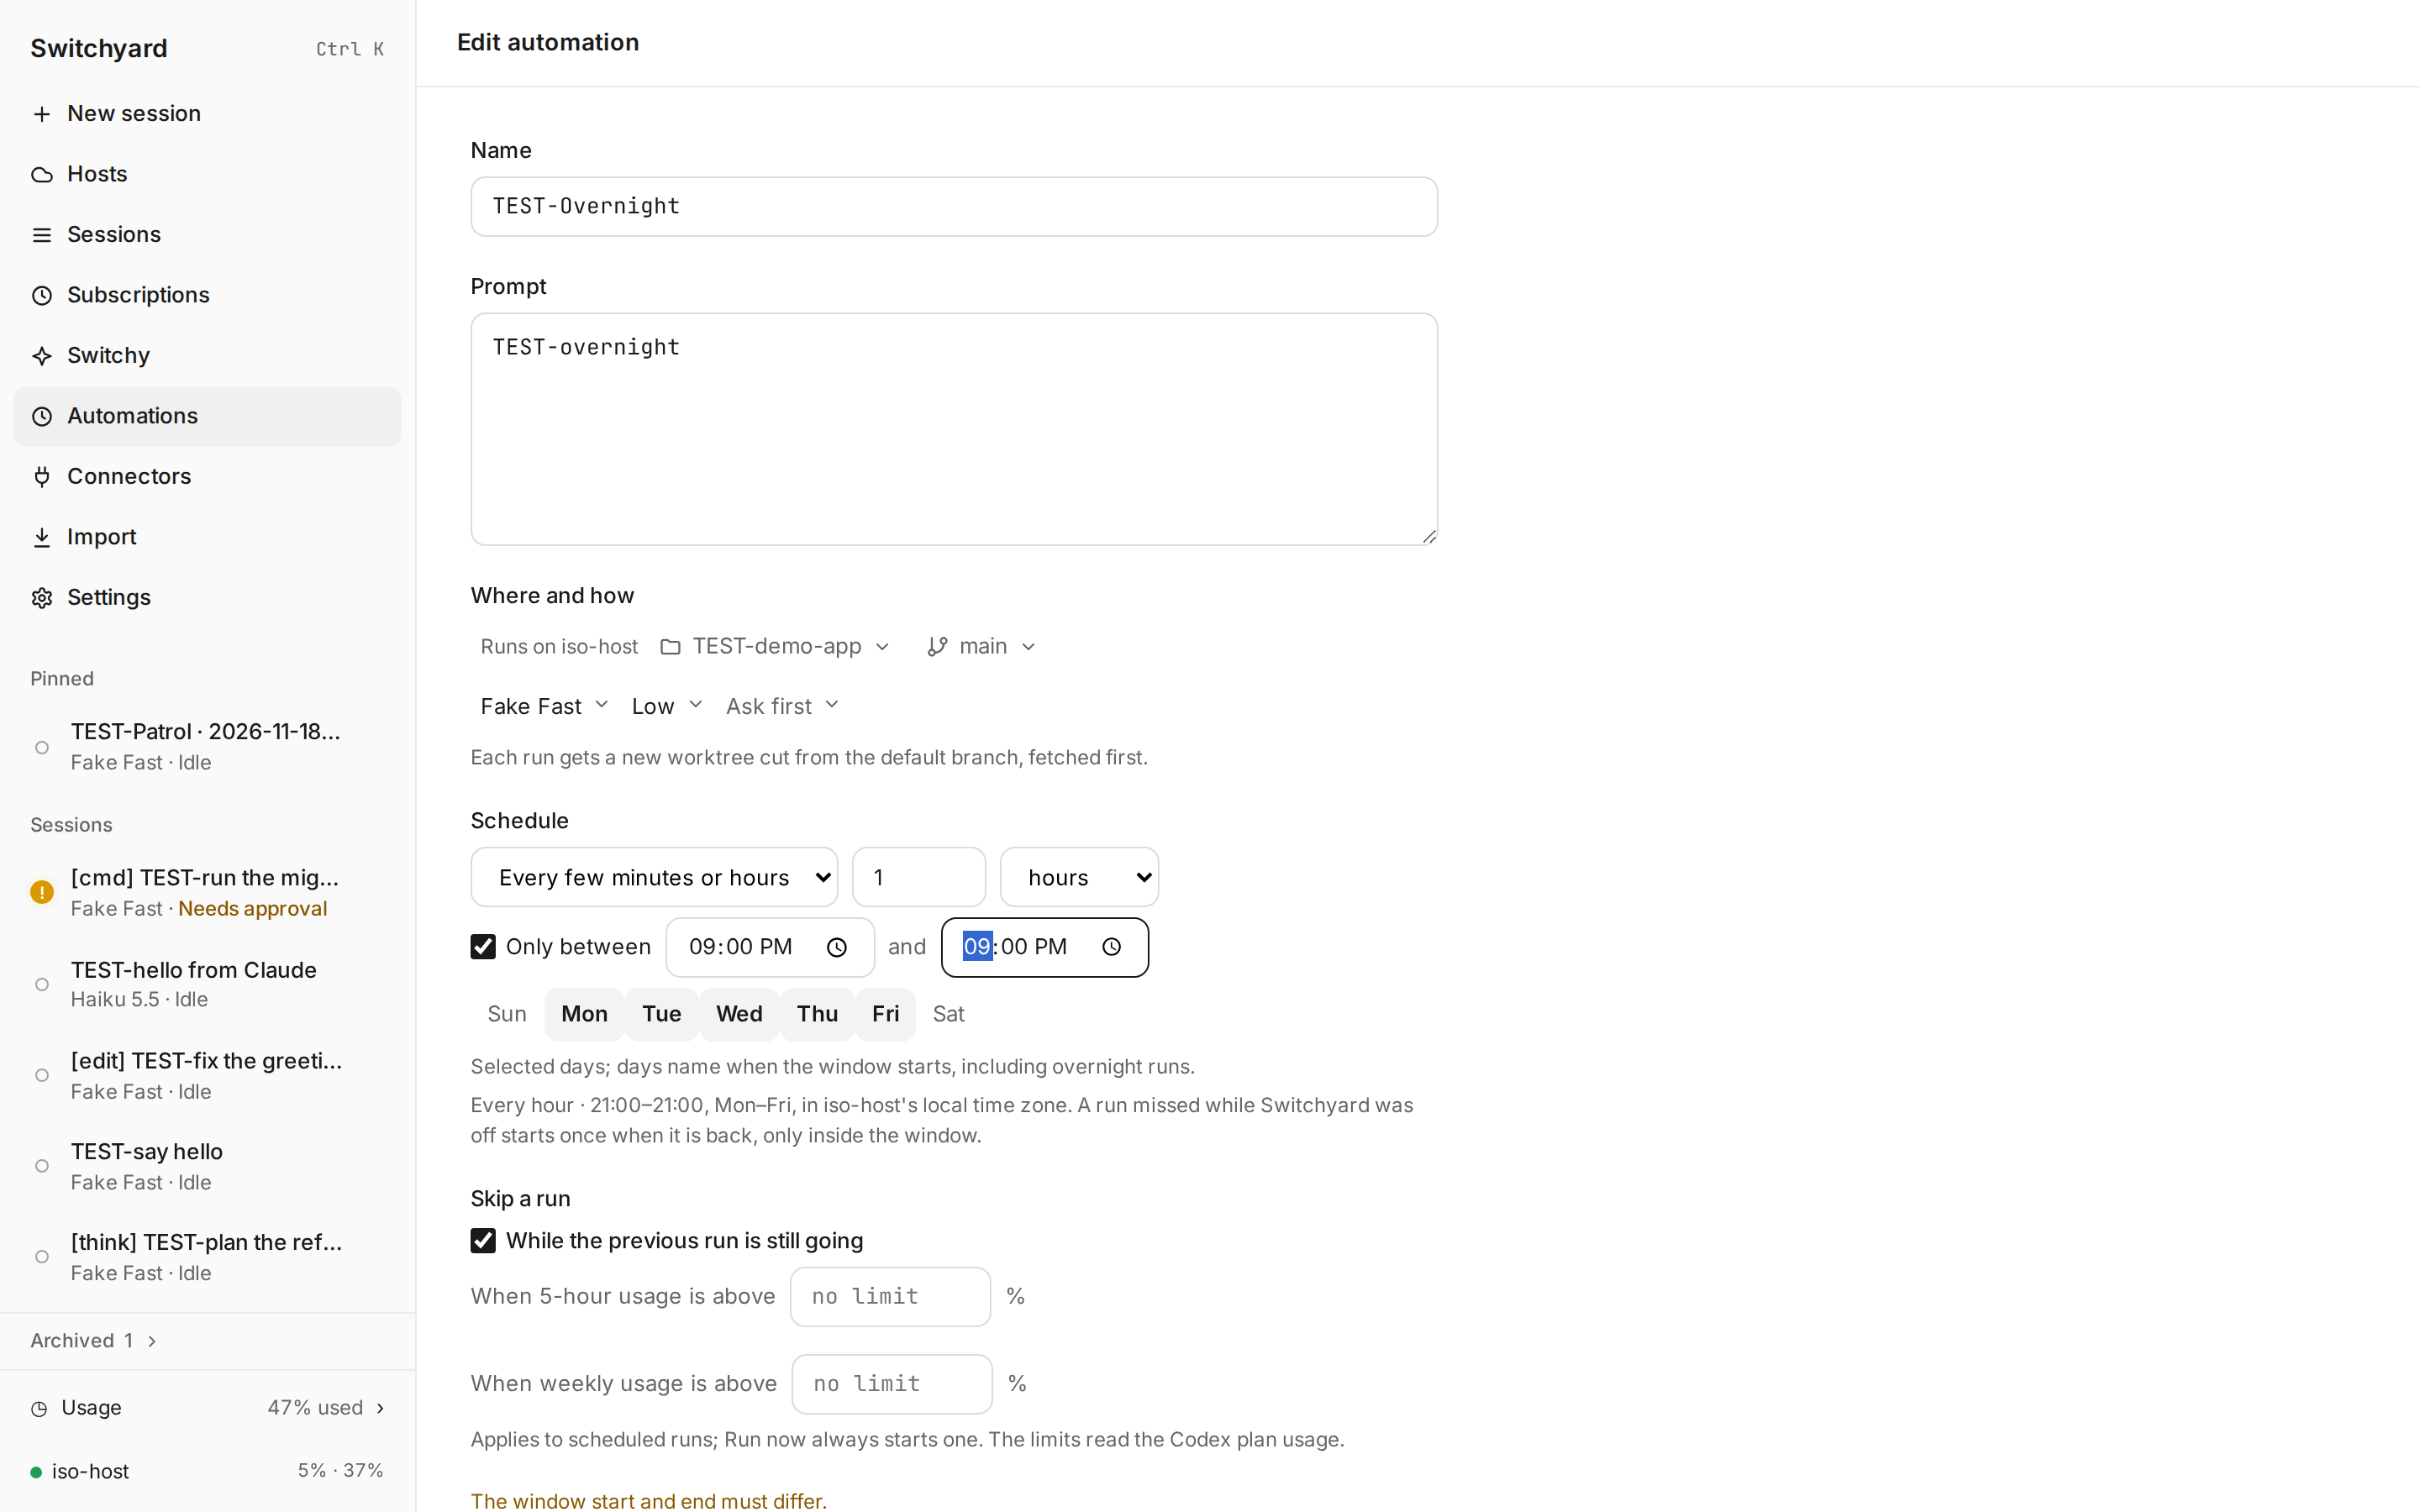 Switchyard
Ctrl K
New session
Hosts
Sessions
Subscriptions
Switchy
Automations
Connectors
Import
Settings
Pinned
TEST-Patrol · 2026-11-18...
Fake Fast · Idle
Sessions
[cmd] TEST-run the mig...
Fake Fast · Needs approval
TEST-hello from Claude
Haiku 5.5 · Idle
[edit] TEST-fix the greeti...
Fake Fast · Idle
TEST-say hello
Fake Fast · Idle
[think] TEST-plan the ref...
Fake Fast · Idle
Archived 1
Usage 47% used
iso-host 5% · 37%
Edit automation
Name
TEST-Overnight
Prompt
TEST-overnight
Where and how
Runs on iso-host TEST-demo-app main
Fake Fast Low Ask first
Each run gets a new worktree cut from the default branch, fetched first.
Schedule
Every few minutes or hours 1 hours
Only between 09:00 PM and 09:00 PM
Sun Mon Tue Wed Thu Fri Sat
Selected days; days name when the window starts, including overnight runs.
Every hour · 21:00–21:00, Mon–Fri, in iso-host's local time zone. A run missed while Switchyard was
off starts once when it is back, only inside the window.
Skip a run
While the previous run is still going
When 5-hour usage is above no limit %
When weekly usage is above no limit %
Applies to scheduled runs; Run now always starts one. The limits read the Codex plan usage.
The window start and end must differ.